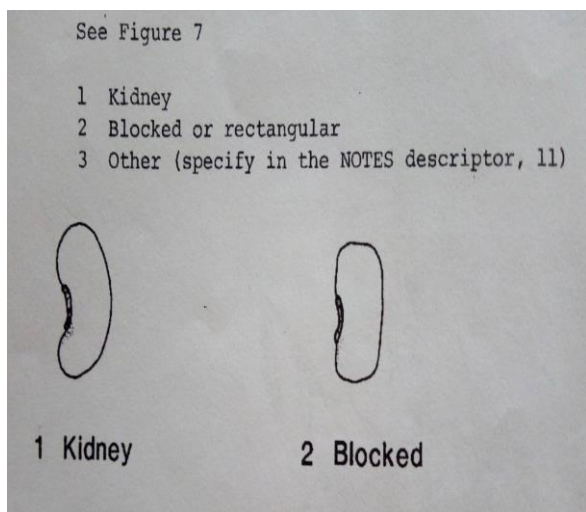 See Figure 7
1 Kidney
2 Blocked or rectangular
3 Other (specify in the NOTES descriptor, 11)
1 Kidney
2 Blocked